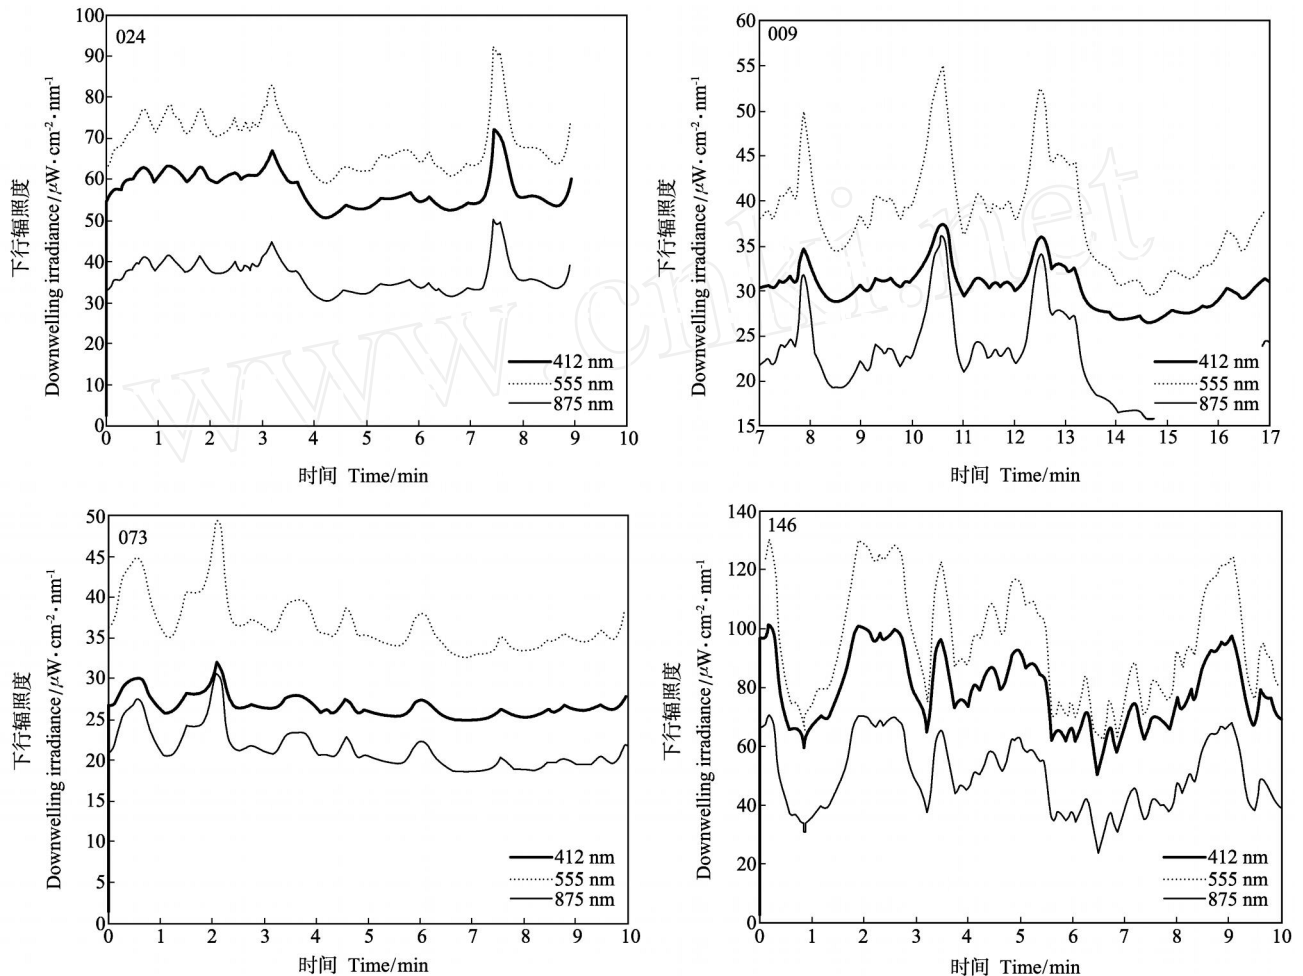 024
100
90
80
70
60
50
40
30
20
10
0
0 1 2 3 4 5 6 7 8 9 10
下行辐照度
Downwelling irradiance/μW·cm⁻²·nm⁻¹
412 nm
555 nm
875 nm
时间 Time/min
009
60
55
50
45
40
35
30
25
20
15
7 8 9 10 11 12 13 14 15 16 17
下行辐照度
Downwelling irradiance/μW·cm⁻²·nm⁻¹
412 nm
555 nm
875 nm
时间 Time/min
073
50
45
40
35
30
25
20
15
10
5
0
0 1 2 3 4 5 6 7 8 9 10
下行辐照度
Downwelling irradiance/μW·cm⁻²·nm⁻¹
412 nm
555 nm
875 nm
时间 Time/min
146
140
120
100
80
60
40
20
0
0 1 2 3 4 5 6 7 8 9 10
下行辐照度
Downwelling irradiance/μW·cm⁻²·nm⁻¹
412 nm
555 nm
875 nm
时间 Time/min
www.cnki.net